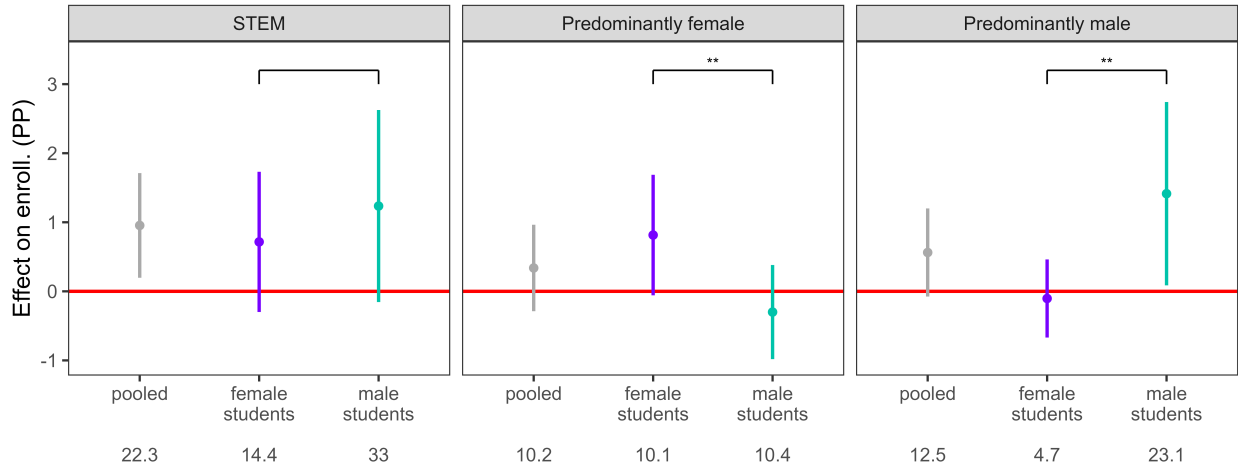 STEM
Predominantly female
Predominantly male
Effect on enroll. (PP)
3
2
1
0
-1
**
**
pooled
female
students
male
students
pooled
female
students
male
students
pooled
female
students
male
students
22.3
14.4
33
10.2
10.1
10.4
12.5
4.7
23.1